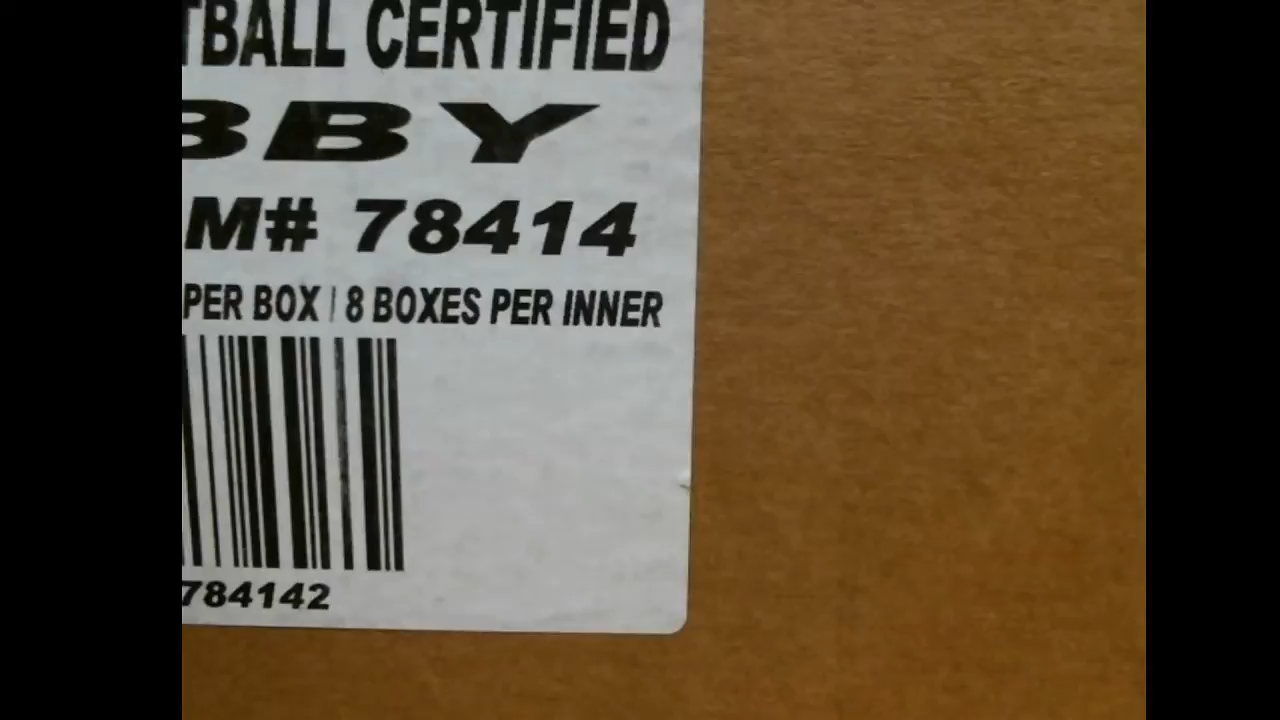 TBALL CERTIFIED
BBY
M# 78414
PER BOX | 8 BOXES PER INNER
784142